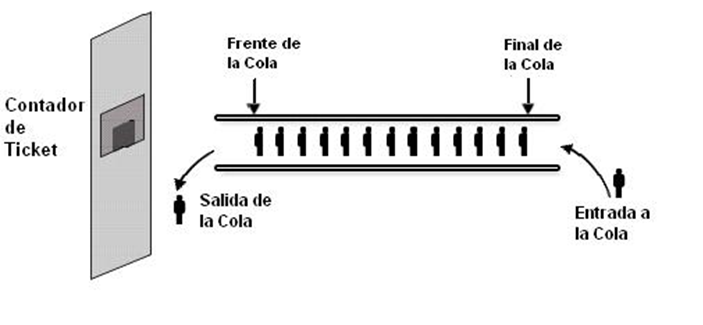 Frente de
la Cola
Final de
la Cola
Contador
de
Ticket
Salida de
la Cola
Entrada a
la Cola